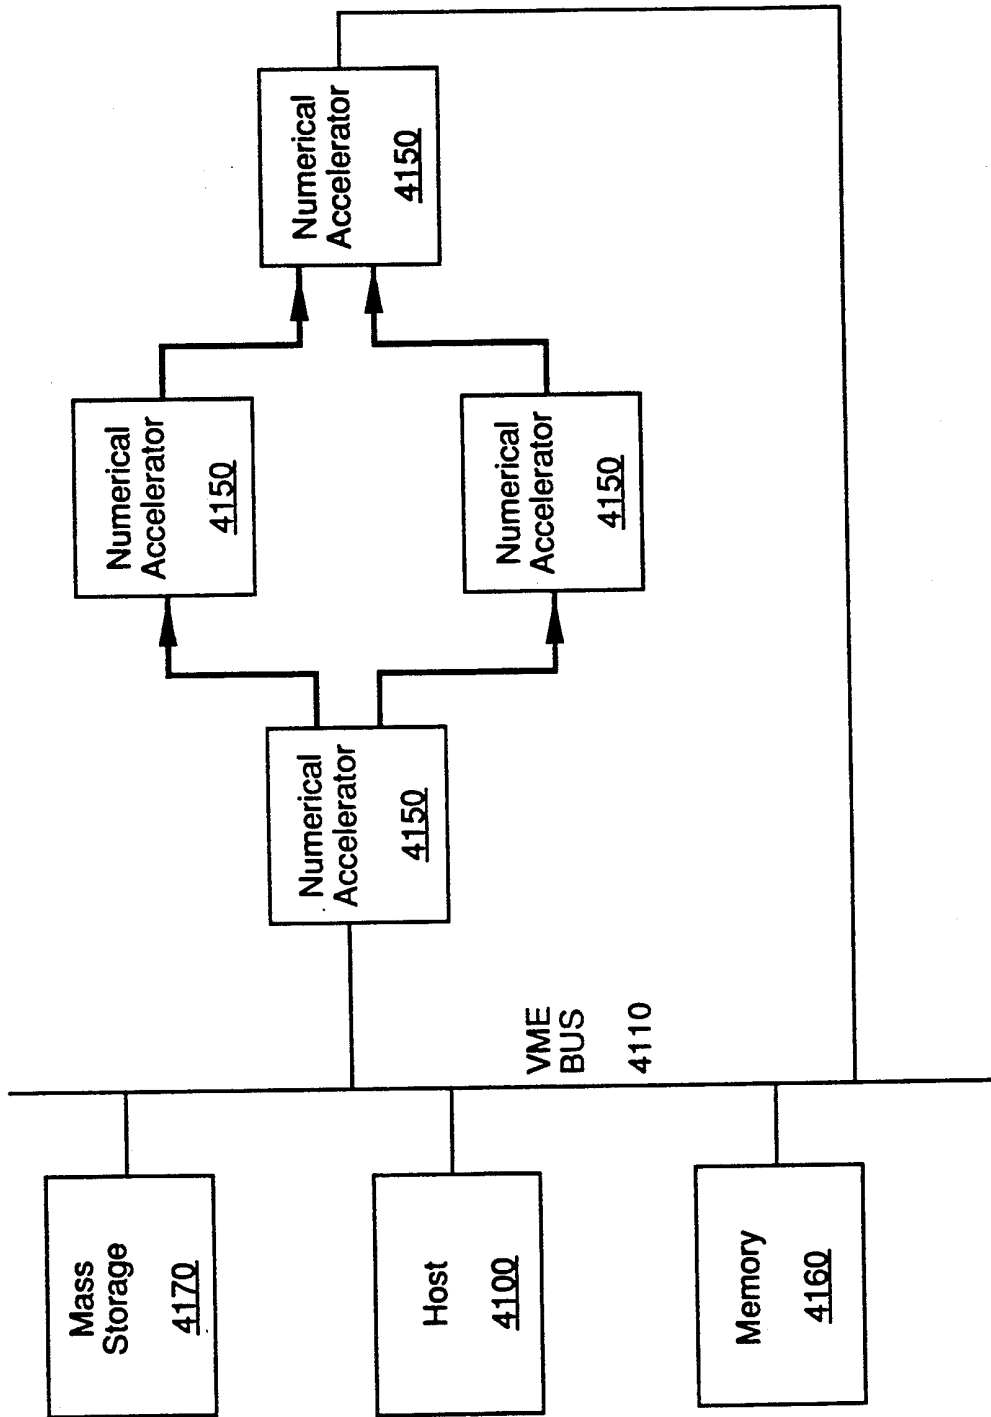 Mass
Storage
4170
Host
4100
Memory
4160
VME
BUS
4110
Numerical
Accelerator
4150
Numerical
Accelerator
4150
Numerical
Accelerator
4150
Numerical
Accelerator
4150